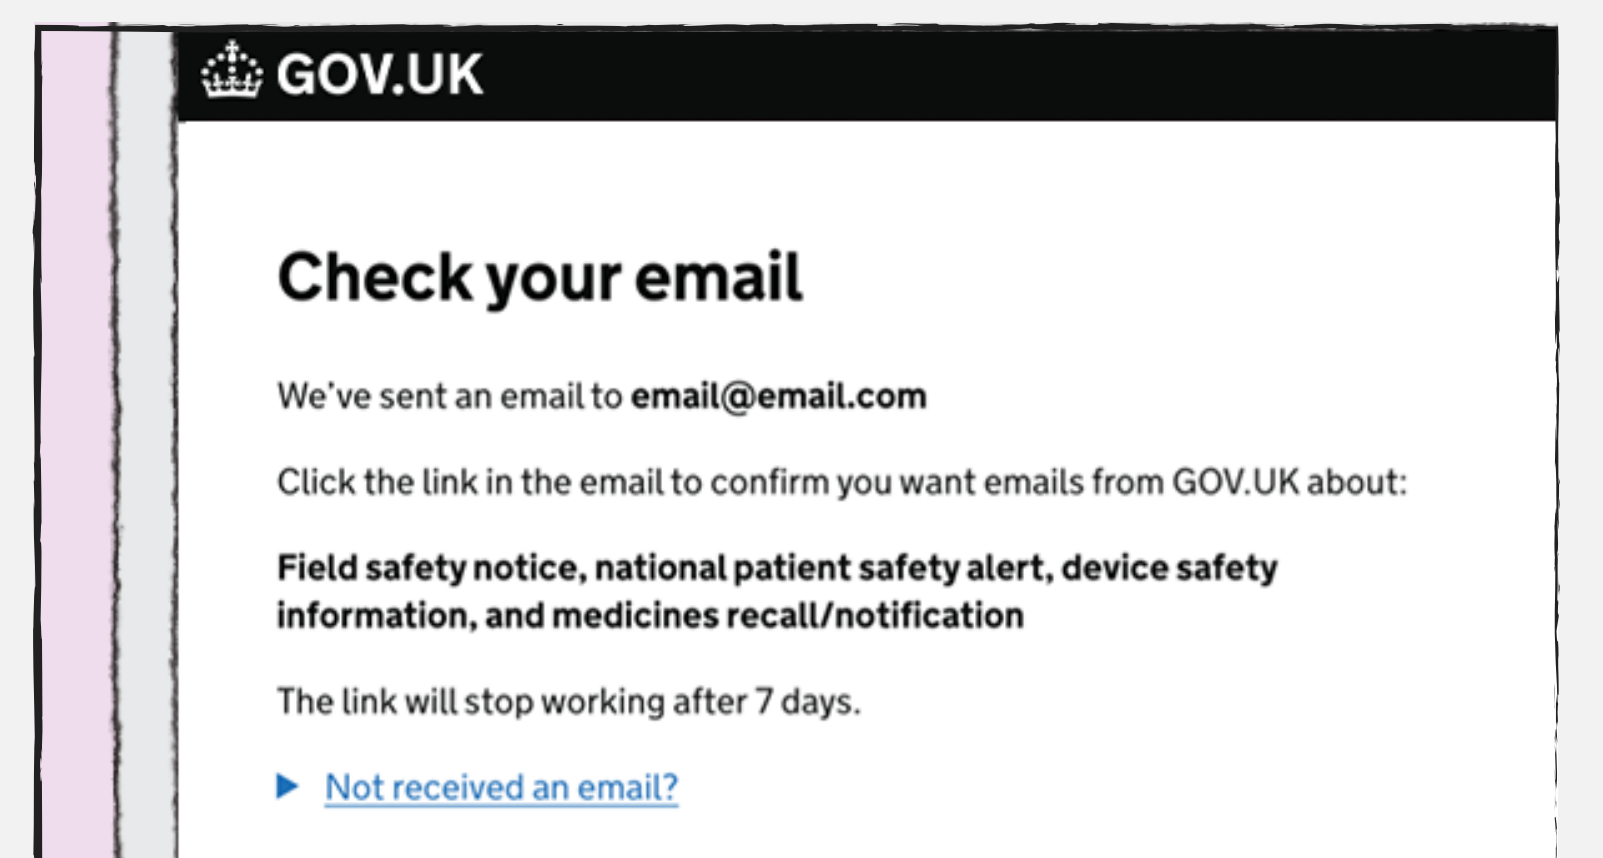 GOV.UK
Check your email
We've sent an email to email@email.com
Click the link in the email to confirm you want emails from GOV.UK about:
Field safety notice, national patient safety alert, device safety
information, and medicines recall/notification
The link will stop working after 7 days.
Not received an email?